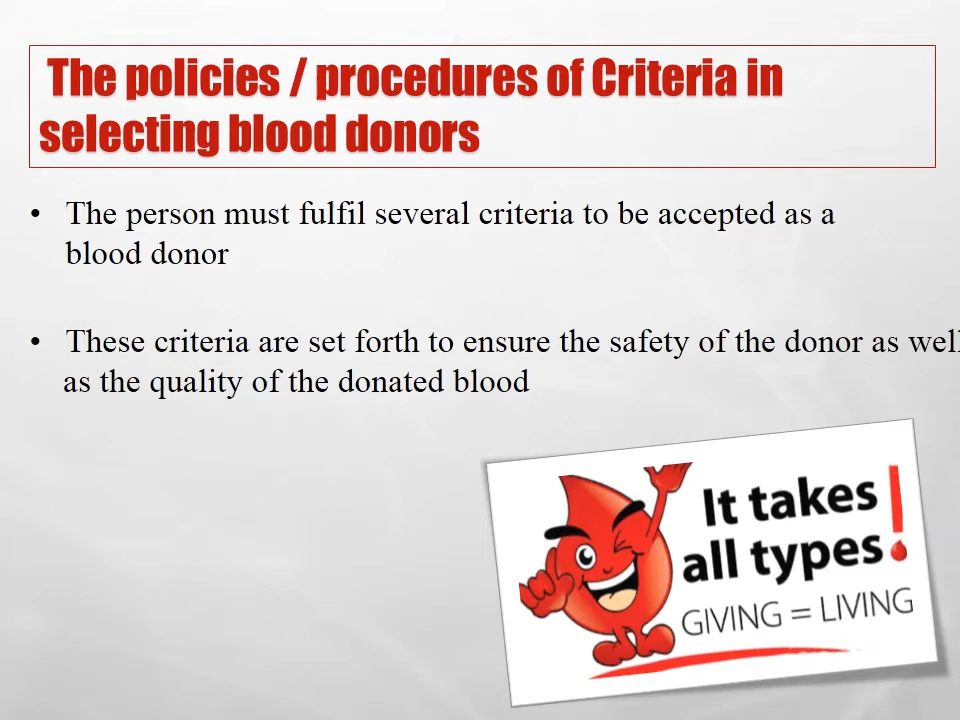 The policies / procedures of Criteria in
selecting blood donors
• The person must fulfil several criteria to be accepted as a
blood donor
• These criteria are set forth to ensure the safety of the donor as well
as the quality of the donated blood
It takes
all types!
GIVING = LIVING